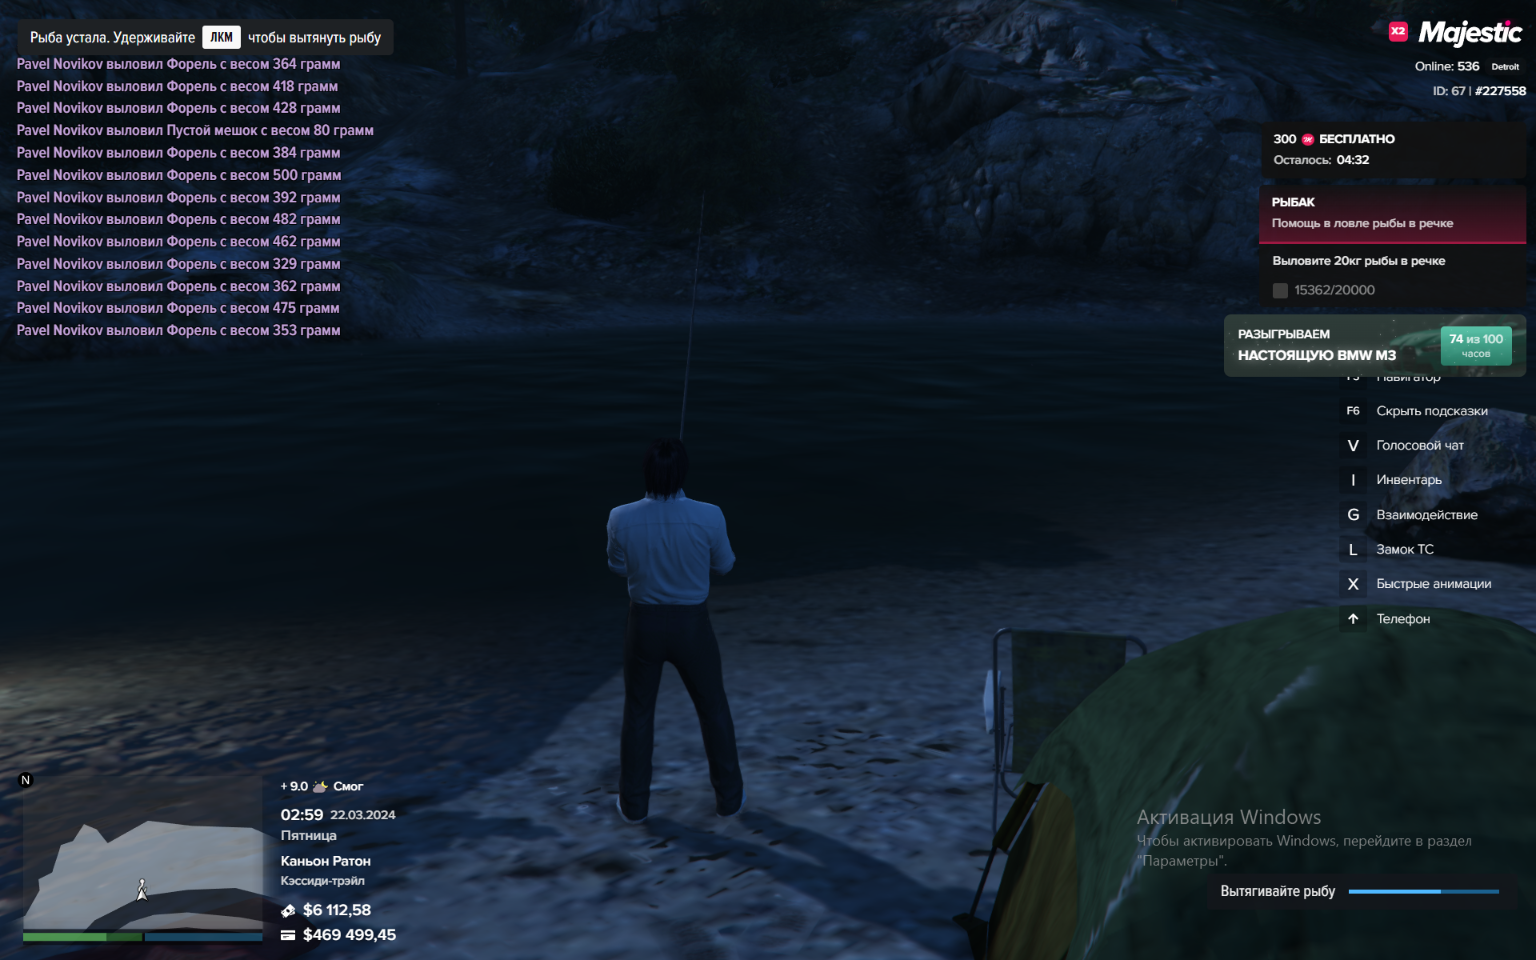 Рыба устала. Удерживайте ЛКМ чтобы вытянуть рыбу
Pavel Novikov выловил Форель с весом 364 грамм
Pavel Novikov выловил Форель с весом 418 грамм
Pavel Novikov выловил Форель с весом 428 грамм
Pavel Novikov выловил Пустой мешок с весом 80 грамм
Pavel Novikov выловил Форель с весом 384 грамм
Pavel Novikov выловил Форель с весом 500 грамм
Pavel Novikov выловил Форель с весом 392 грамм
Pavel Novikov выловил Форель с весом 482 грамм
Pavel Novikov выловил Форель с весом 462 грамм
Pavel Novikov выловил Форель с весом 329 грамм
Pavel Novikov выловил Форель с весом 362 грамм
Pavel Novikov выловил Форель с весом 475 грамм
Pavel Novikov выловил Форель с весом 353 грамм
X2 Majestic
Online: 536 Detroit
ID: 67 | #227558
300 БЕСПЛАТНО
Осталось: 04:32
РЫБАК
Помощь в ловле рыбы в речке
Выловите 20кг рыбы в речке
15362/20000
РАЗЫГРЫВАЕМ
НАСТОЯЩУЮ BMW M3
74 из 100
часов
Навигатор
F6 Скрыть подсказки
V Голосовой чат
I Инвентарь
G Взаимодействие
L Замок ТС
X Быстрые анимации
↑ Телефон
N
+ 9.0 Смог
02:59 22.03.2024
Пятница
Каньон Ратон
Кэссиди-трэйл
$6 112,58
$469 499,45
Активация Windows
Чтобы активировать Windows, перейдите в раздел
"Параметры".
Вытягивайте рыбу